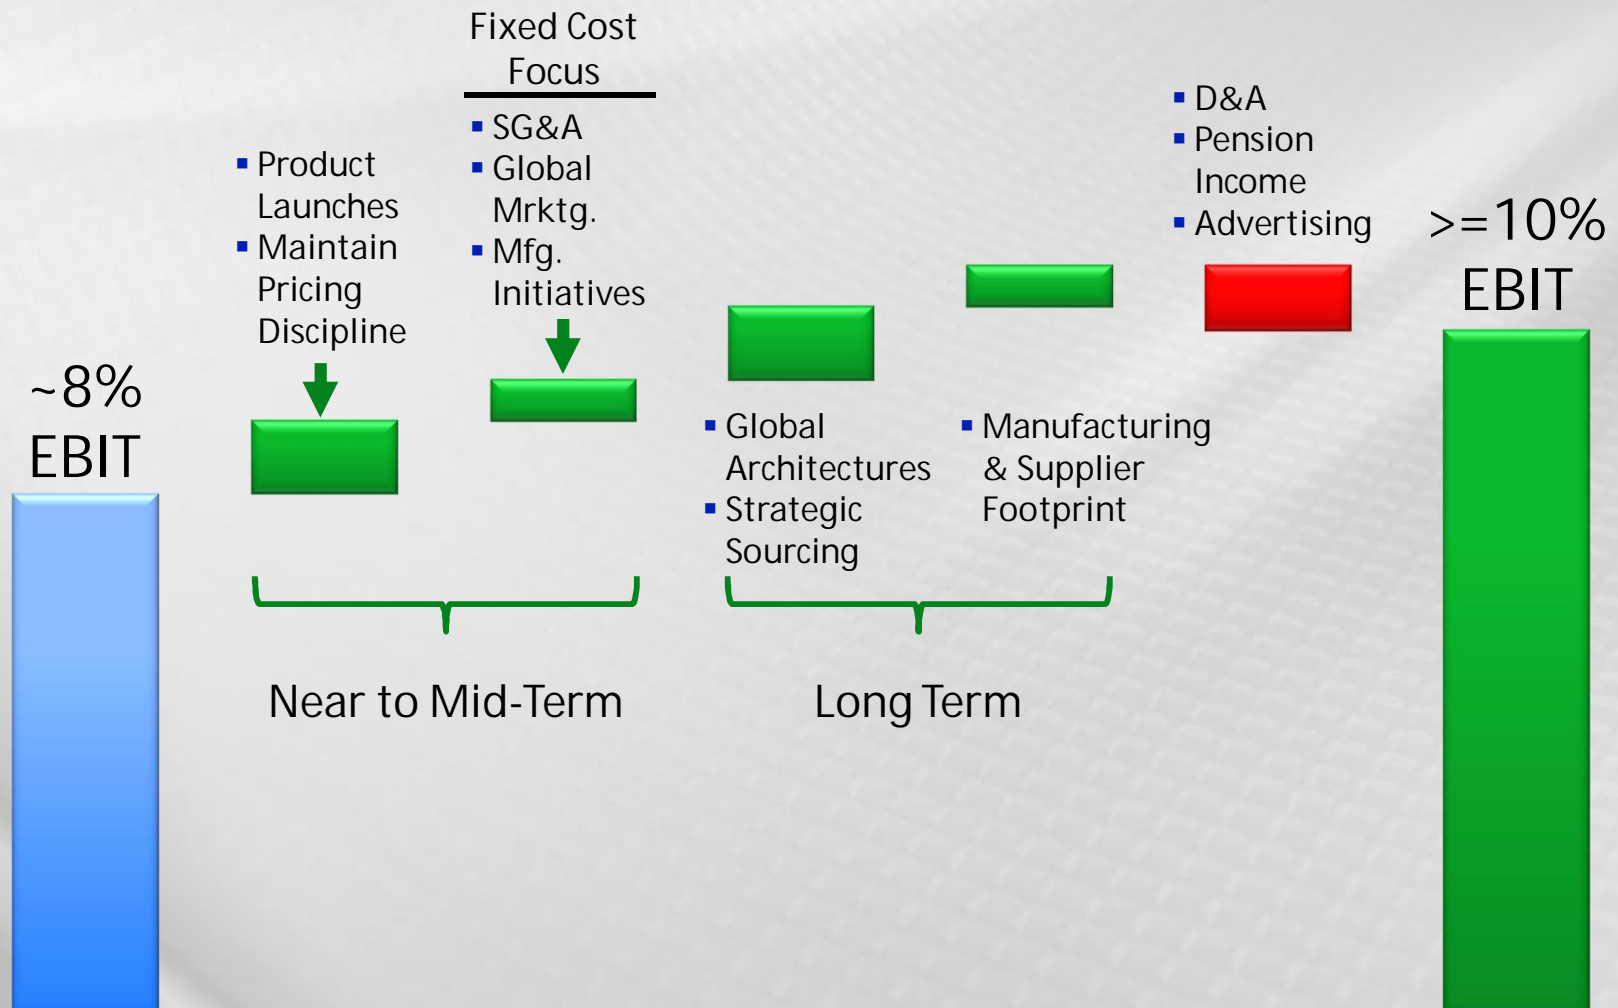 ~8%
EBIT
Product
Launches
Maintain
Pricing
Discipline
Fixed Cost
Focus
SG&A
Global
Mrktg.
Mfg.
Initiatives
Near to Mid-Term
Global
Architectures
Strategic
Sourcing
Manufacturing
& Supplier
Footprint
Long Term
D&A
Pension
Income
Advertising
>=10%
EBIT